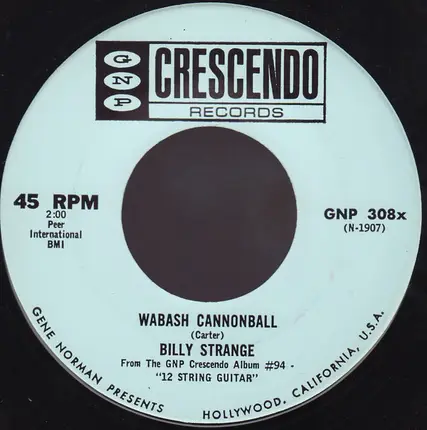 G
N
P
CRESCENDO
RECORDS
45 RPM
2:00
Peer
International
BMI
GNP 308x
(N-1907)
WABASH CANNONBALL
(Carter)
BILLY STRANGE
From The GNP Crescendo Album #94 -
"12 STRING GUITAR"
GENE NORMAN PRESENTS
HOLLYWOOD, CALIFORNIA, U.S.A.